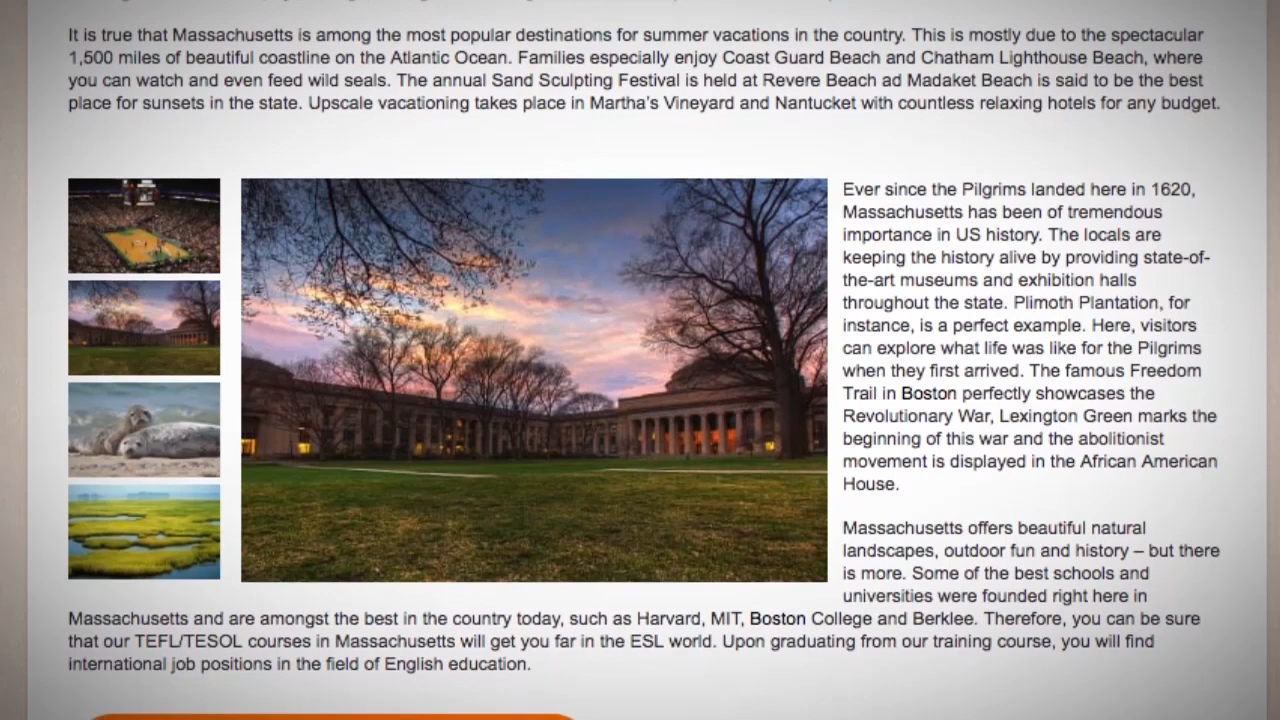 It is true that Massachusetts is among the most popular destinations for summer vacations in the country. This is mostly due to the spectacular
1,500 miles of beautiful coastline on the Atlantic Ocean. Families especially enjoy Coast Guard Beach and Chatham Lighthouse Beach, where
you can watch and even feed wild seals. The annual Sand Sculpting Festival is held at Revere Beach ad Madaket Beach is said to be the best
place for sunsets in the state. Upscale vacationing takes place in Martha's Vineyard and Nantucket with countless relaxing hotels for any budget.
Ever since the Pilgrims landed here in 1620,
Massachusetts has been of tremendous
importance in US history. The locals are
keeping the history alive by providing state-of-
the-art museums and exhibition halls
throughout the state. Plimoth Plantation, for
instance, is a perfect example. Here, visitors
can explore what life was like for the Pilgrims
when they first arrived. The famous Freedom
Trail in Boston perfectly showcases the
Revolutionary War, Lexington Green marks the
beginning of this war and the abolitionist
movement is displayed in the African American
House.
Massachusetts offers beautiful natural
landscapes, outdoor fun and history – but there
is more. Some of the best schools and
universities were founded right here in
Massachusetts and are amongst the best in the country today, such as Harvard, MIT, Boston College and Berklee. Therefore, you can be sure
that our TEFL/TESOL courses in Massachusetts will get you far in the ESL world. Upon graduating from our training course, you will find
international job positions in the field of English education.